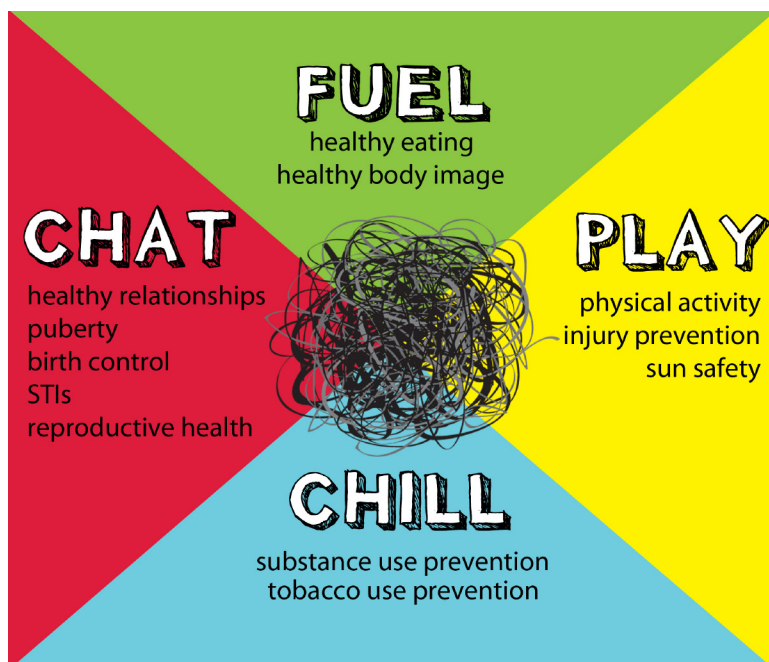 FUEL
healthy eating
healthy body image
CHAT
healthy relationships
puberty
birth control
STIs
reproductive health
PLAY
physical activity
injury prevention
sun safety
CHILL
substance use prevention
tobacco use prevention